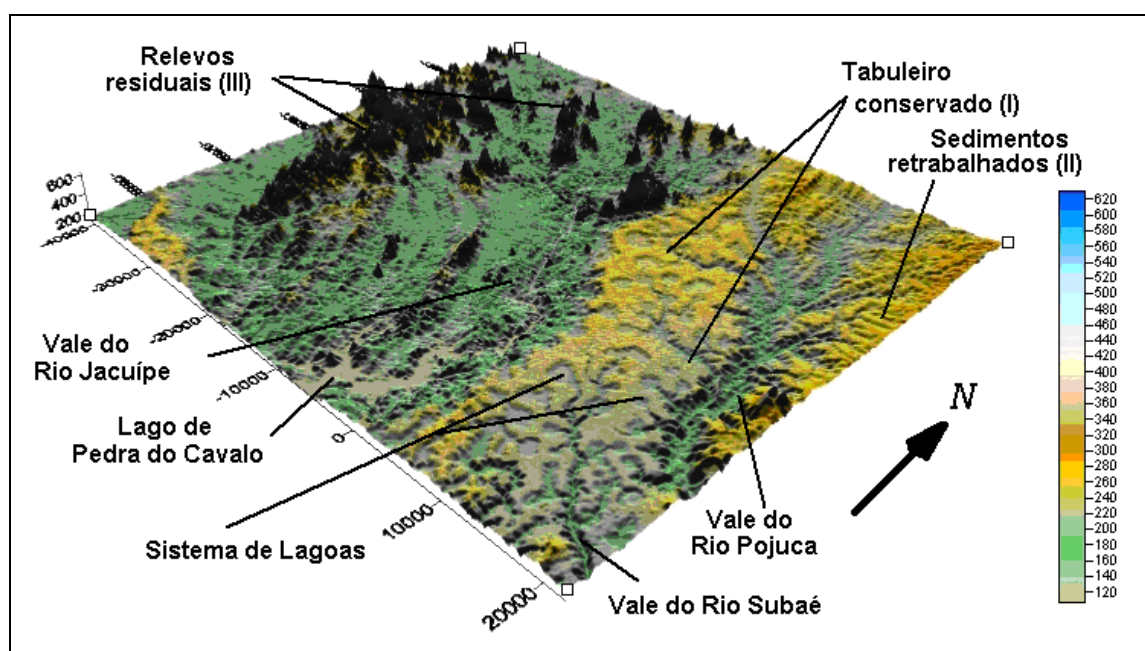 Relevos
residuais (III)
Tabuleiro
conservado (I)
Sedimentos
retrabalhados (II)
600
400
200
-40000
-20000
-20000
-10000
0
10000
20000
Vale do
Rio Jacuípe
Lago de
Pedra do Cavalo
Sistema de Lagoas
Vale do
Rio Pojuca
Vale do Rio Subaé
N
620
600
580
560
540
520
500
480
460
440
420
400
380
360
340
320
300
280
260
240
220
200
180
160
140
120